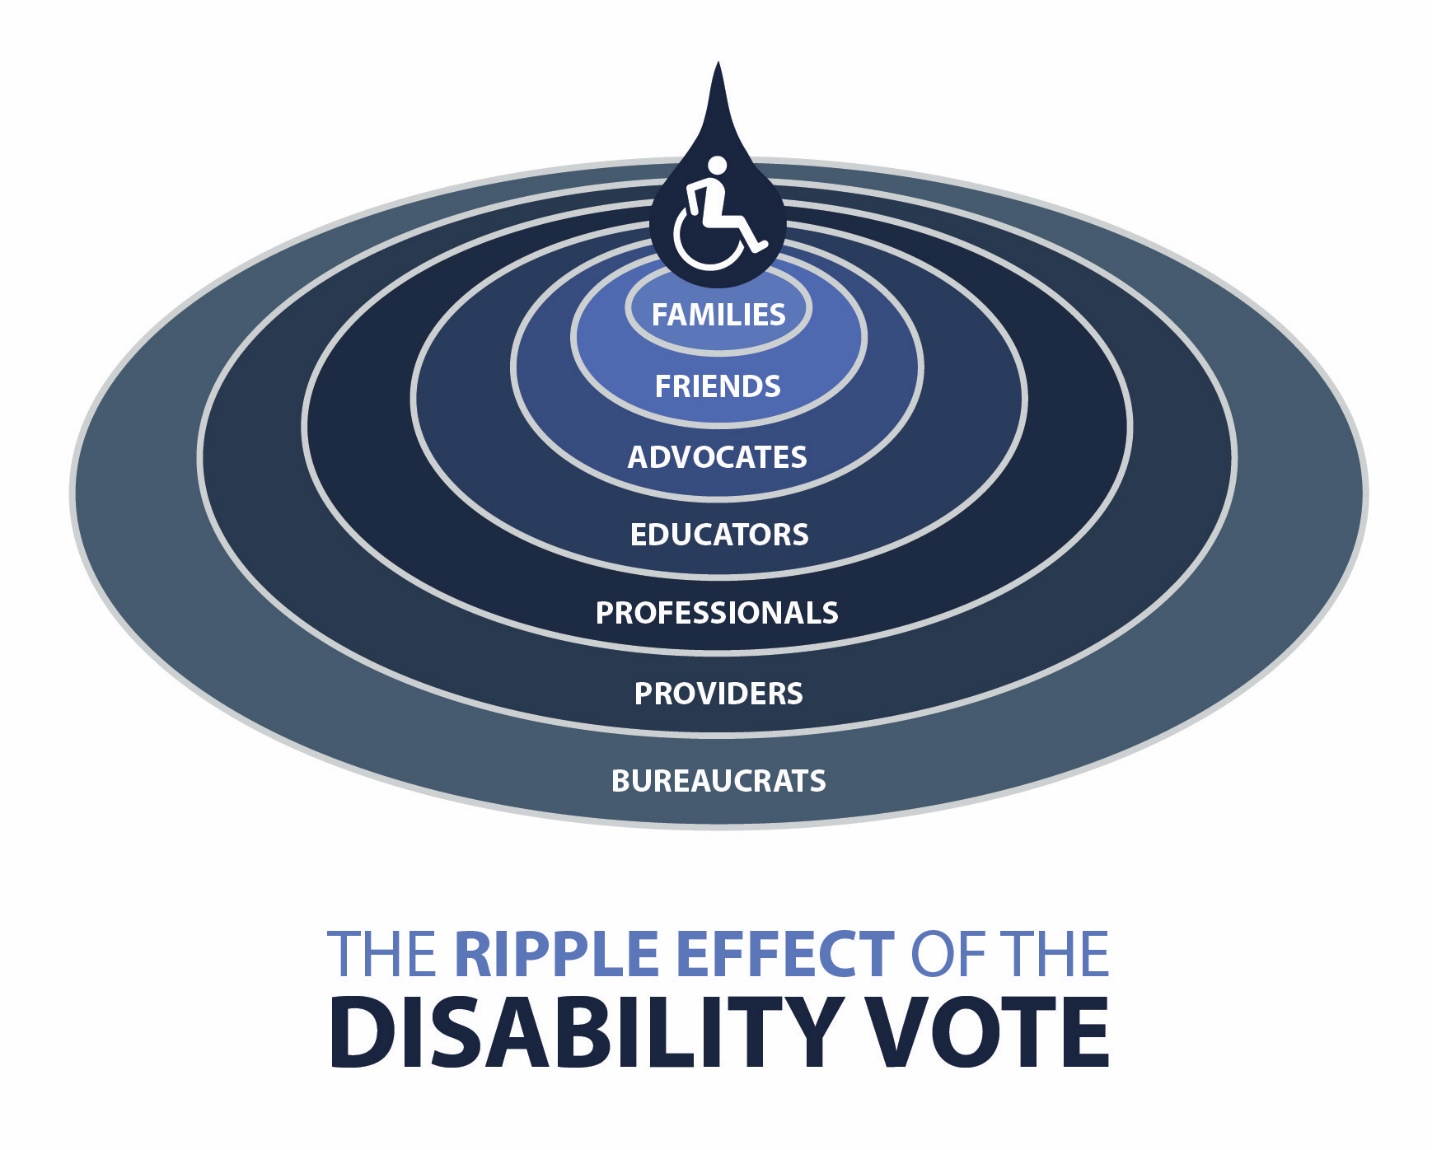 FAMILIES
FRIENDS
ADVOCATES
EDUCATORS
PROFESSIONALS
PROVIDERS
BUREAUCRATS
THE RIPPLE EFFECT OF THE
DISABILITY VOTE